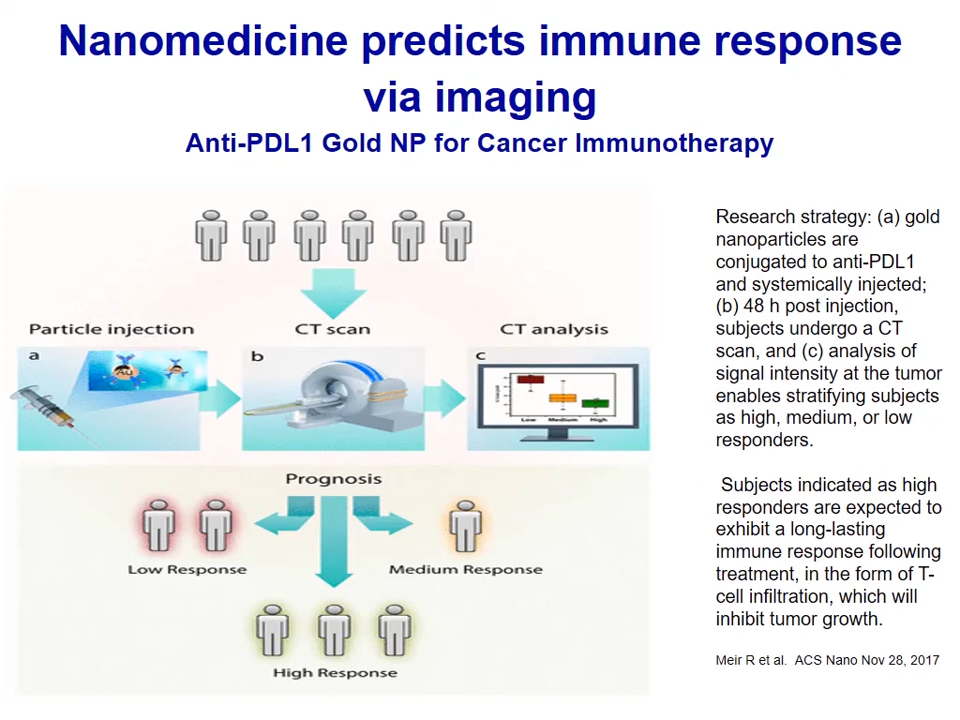 Nanomedicine predicts immune response
via imaging
Anti-PDL1 Gold NP for Cancer Immunotherapy
Particle injection
CT scan
CT analysis
a
b
c
AU
Low
Medium
High
Prognosis
Low Response
Medium Response
High Response
Research strategy: (a) gold
nanoparticles are
conjugated to anti-PDL1
and systemically injected;
(b) 48 h post injection,
subjects undergo a CT
scan, and (c) analysis of
signal intensity at the tumor
enables stratifying subjects
as high, medium, or low
responders.
Subjects indicated as high
responders are expected to
exhibit a long-lasting
immune response following
treatment, in the form of T-
cell infiltration, which will
inhibit tumor growth.
Meir R et al. ACS Nano Nov 28, 2017